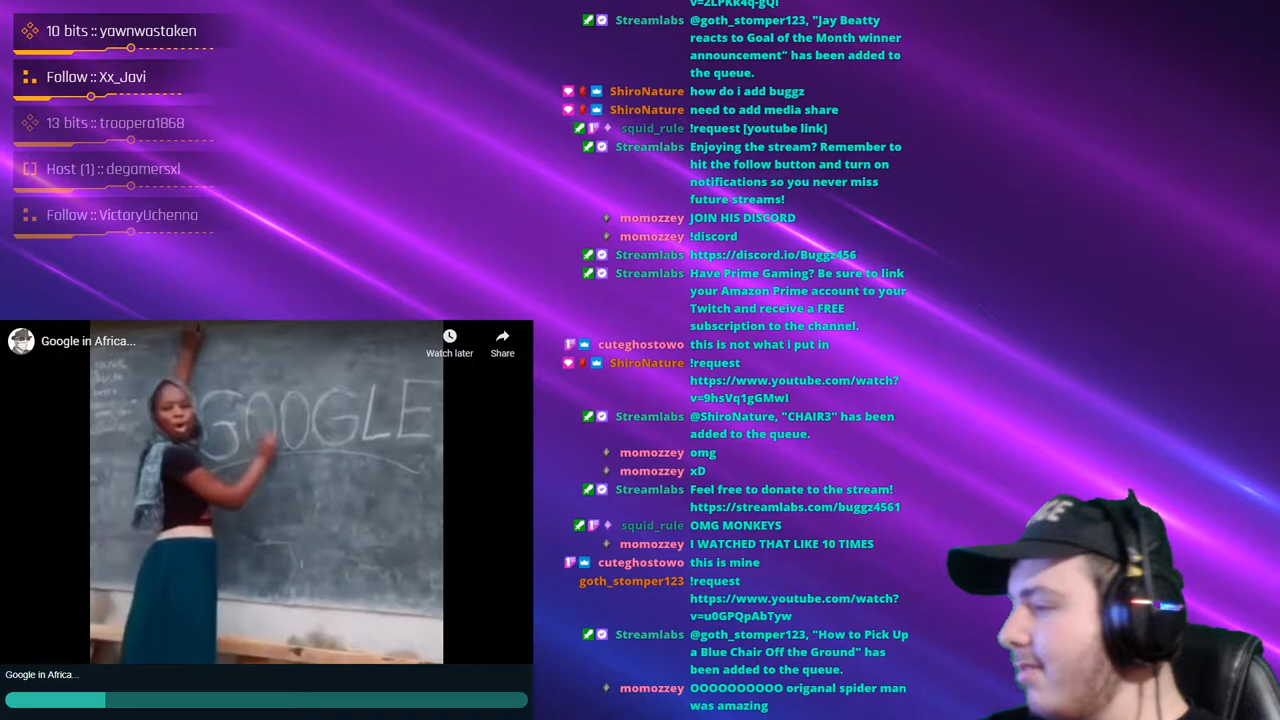 10 bits :: yawnwastaken
Follow :: Xx_Javi
13 bits :: troopera1868
Host (1) :: degamersxl
Follow :: VictoryUchenna
Google in Africa...
Watch later
Share
GOOGLE
Google in Africa...
v=2LPKR4q-gQI
Streamlabs @goth_stomper123, "Jay Beatty
reacts to Goal of the Month winner
announcement" has been added to
the queue.
ShiroNature how do i add buggz
ShiroNature need to add media share
squid_rule !request [youtube link]
Streamlabs Enjoying the stream? Remember to
hit the follow button and turn on
notifications so you never miss
future streams!
momozzey JOIN HIS DISCORD
momozzey !discord
Streamlabs https://discord.io/Buggz456
Streamlabs Have Prime Gaming? Be sure to link
your Amazon Prime account to your
Twitch and receive a FREE
subscription to the channel.
cuteghostowo this is not what i put in
ShiroNature !request
https://www.youtube.com/watch?
v=9hsVq1gGMwI
Streamlabs @ShiroNature, "CHAIR3" has been
added to the queue.
momozzey omg
momozzey xD
Streamlabs Feel free to donate to the stream!
https://streamlabs.com/buggz4561
squid_rule OMG MONKEYS
momozzey I WATCHED THAT LIKE 10 TIMES
cuteghostowo this is mine
goth_stomper123 !request
https://www.youtube.com/watch?
v=u0GPQpAbTyw
Streamlabs @goth_stomper123, "How to Pick Up
a Blue Chair Off the Ground" has
been added to the queue.
momozzey OOOOOOOOOO origanal spider man
was amazing